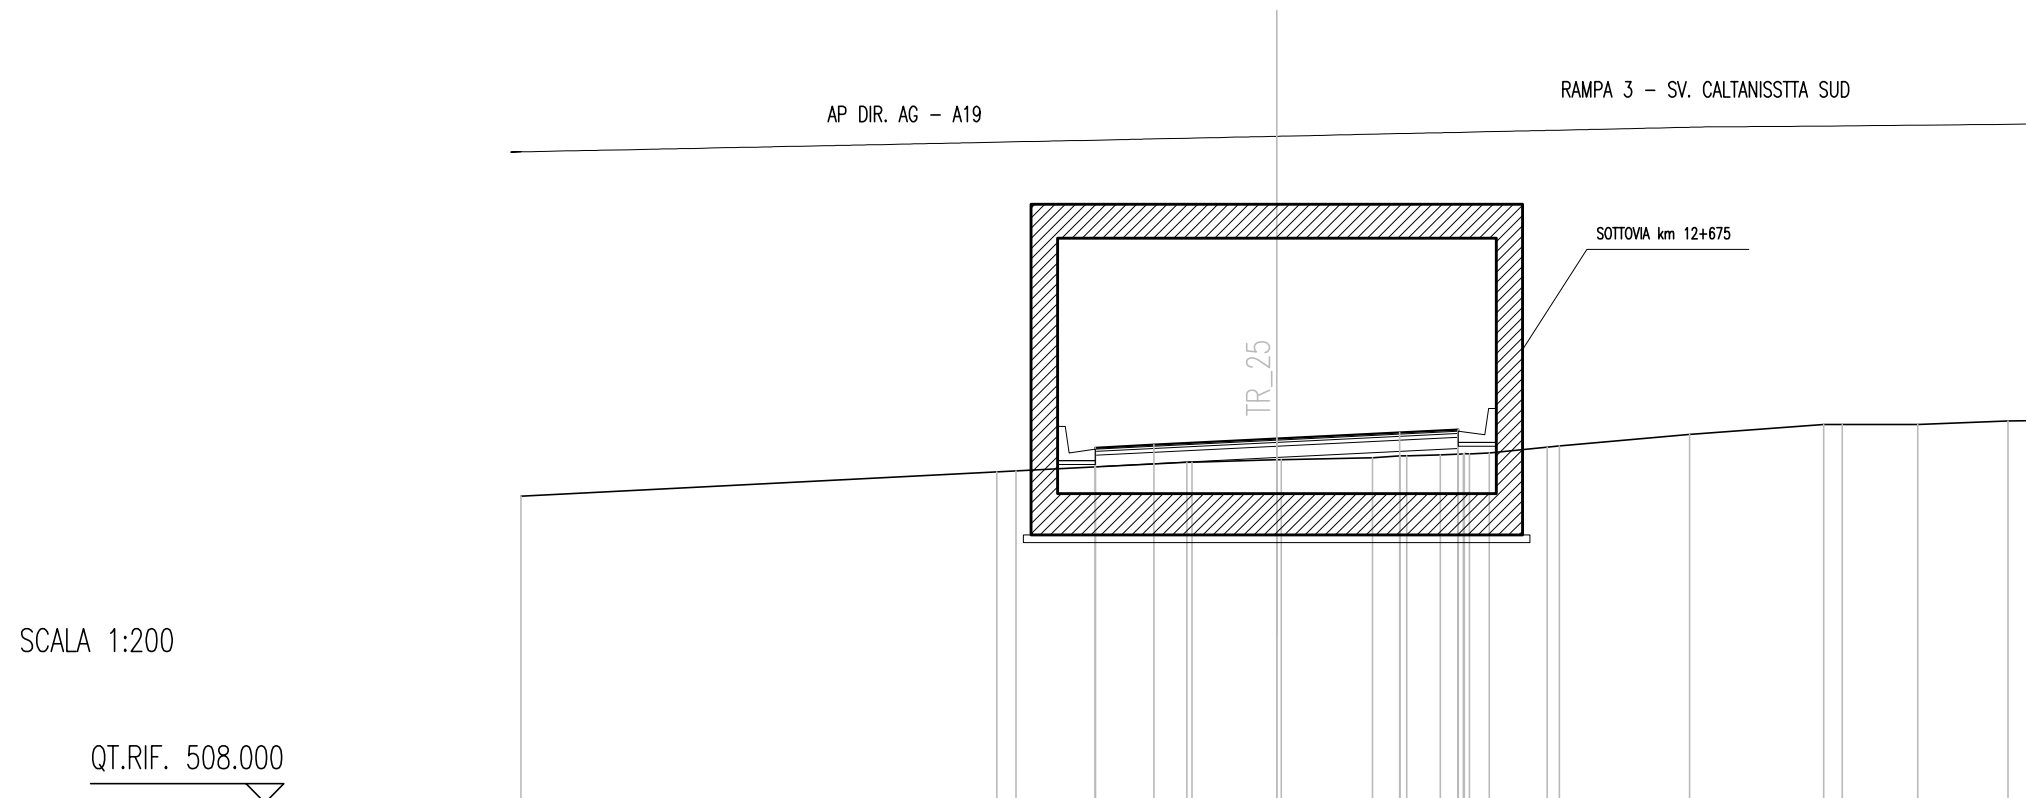 RAMPA 3 - SV. CALTANISSTTA SUD
AP DIR. AG - A19
SOTTOVIA km 12+675
TR_25
SCALA 1:200
QT.RIF. 508.000